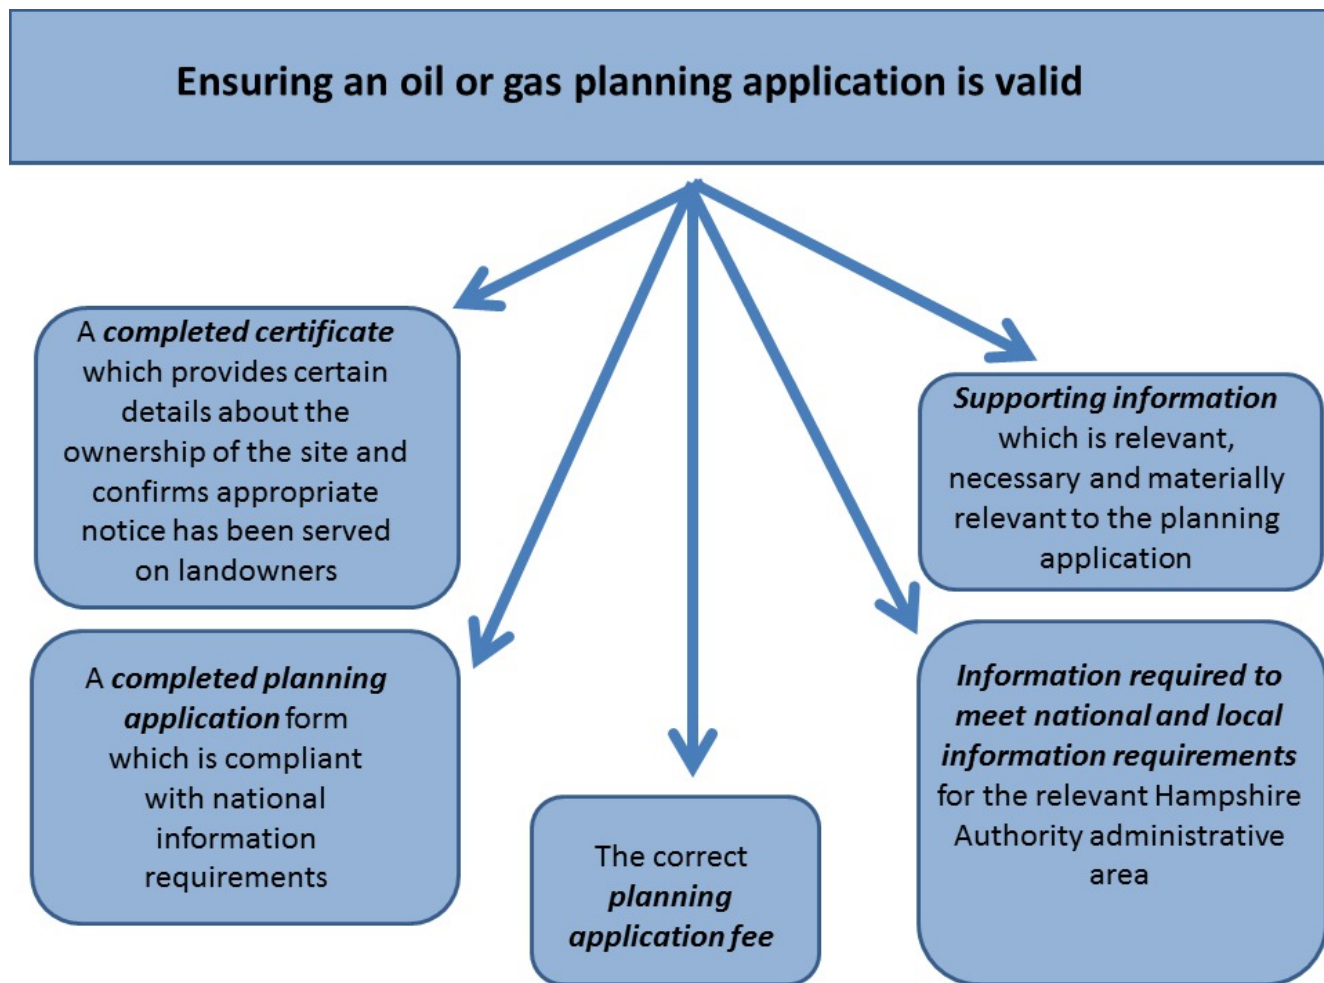 Ensuring an oil or gas planning application is valid
A completed certificate
which provides certain
details about the
ownership of the site and
confirms appropriate
notice has been served
on landowners
A completed planning
application form
which is compliant
with national
information
requirements
The correct
planning
application fee
Supporting information
which is relevant,
necessary and materially
relevant to the planning
application
Information required to
meet national and local
information requirements
for the relevant Hampshire
Authority administrative
area